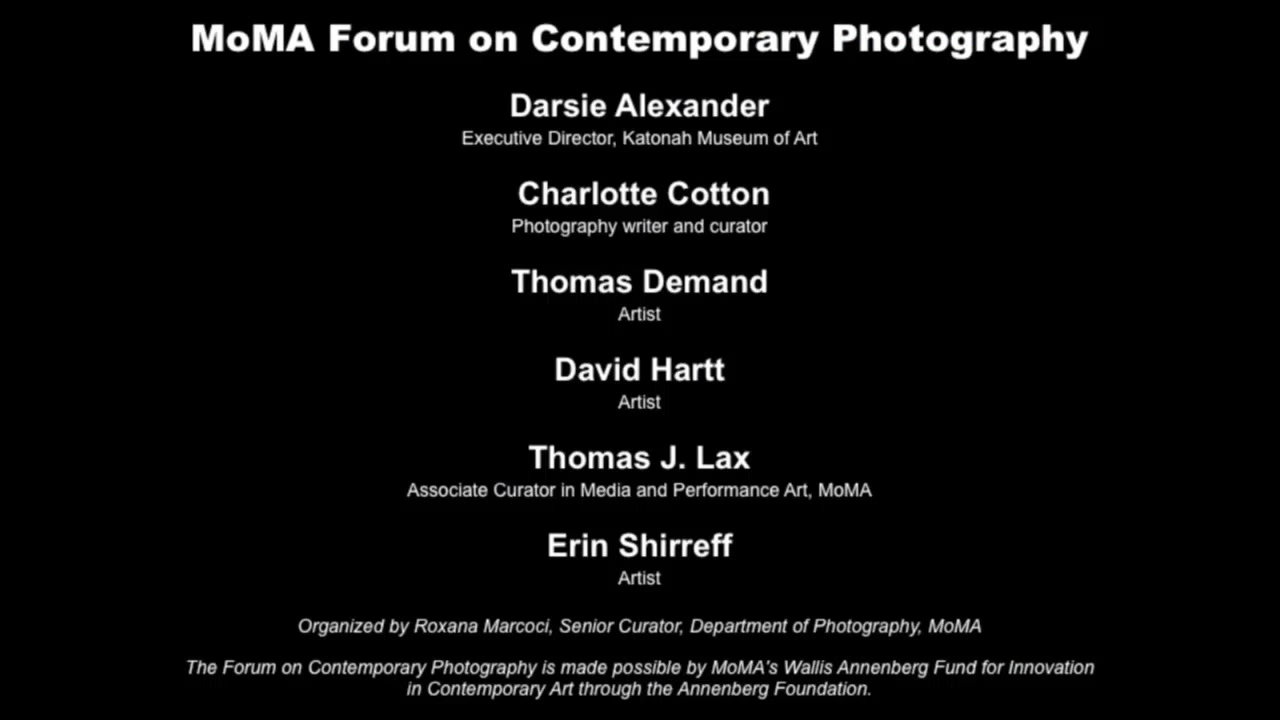 MoMA Forum on Contemporary Photography
Darsie Alexander
Executive Director, Katonah Museum of Art
Charlotte Cotton
Photography writer and curator
Thomas Demand
Artist
David Hartt
Artist
Thomas J. Lax
Associate Curator in Media and Performance Art, MoMA
Erin Shirreff
Artist
Organized by Roxana Marcoci, Senior Curator, Department of Photography, MoMA
The Forum on Contemporary Photography is made possible by MoMA's Wallis Annenberg Fund for Innovation
in Contemporary Art through the Annenberg Foundation.